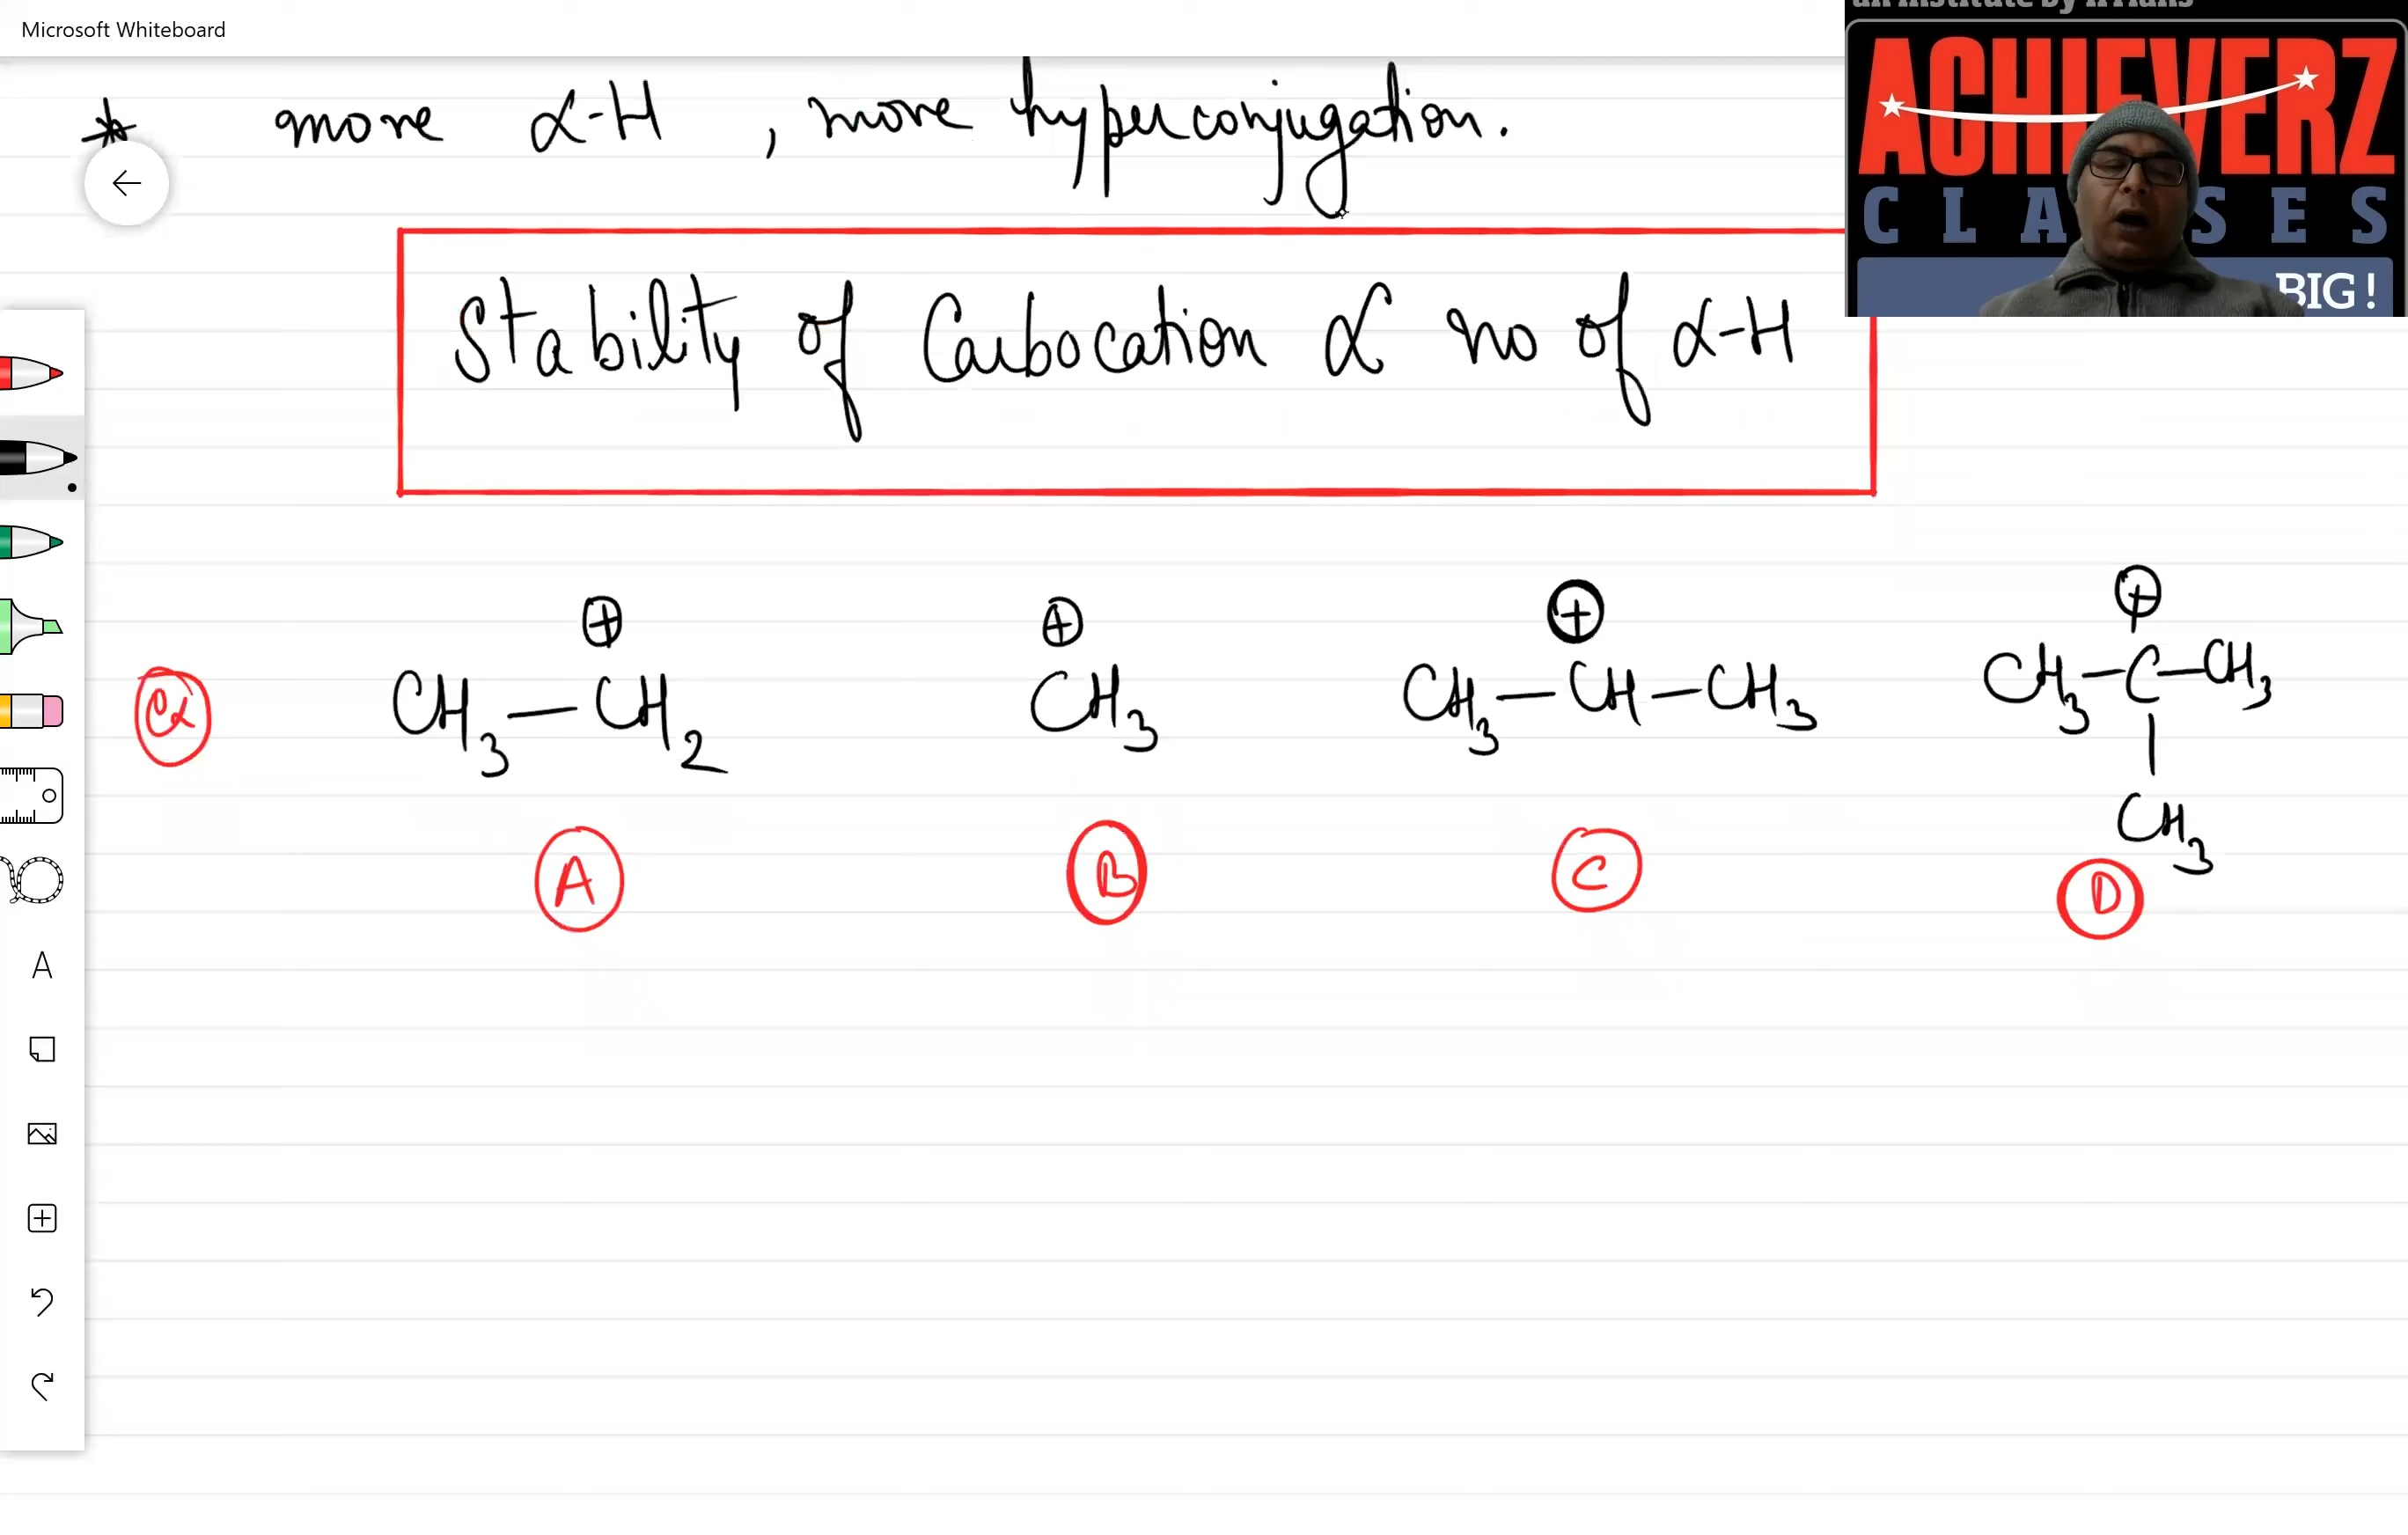 Microsoft Whiteboard
* more α-H , more hyperconjugation.
ACHIEVERZ
CLASSES
BIG!
Stability of Carbocation α no of α-H
⊕ ⊕ ⊕ ⊕
CH3-CH2 CH3 CH3-CH-CH3 CH3-C-CH3
|
CH3
A B C D
A